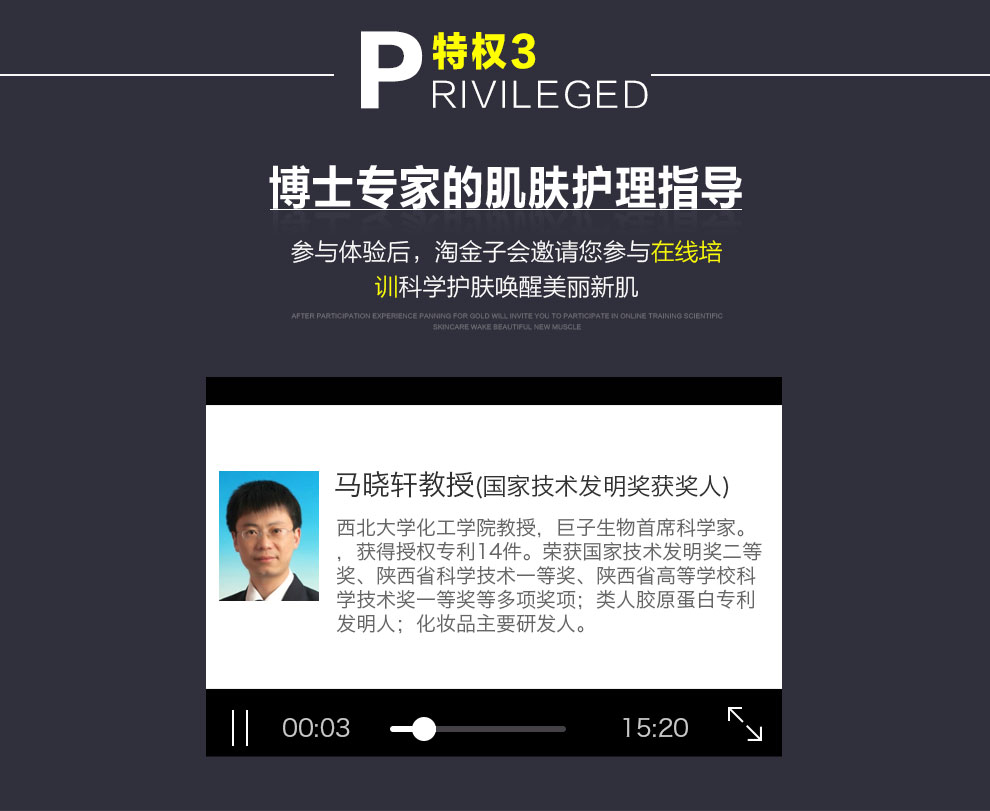 特权3
PRIVILEGED
博士专家的肌肤护理指导
参与体验后，淘金子会邀请您参与在线培
训科学护肤唤醒美丽新肌
AFTER PARTICIPATION EXPERIENCE PANNING FOR GOLD WILL INVITE YOU TO PARTICIPATE IN ONLINE TRAINING SCIENTIFIC
SKINCARE WAKE BEAUTIFUL NEW MUSCLE
马晓轩教授(国家技术发明奖获奖人)
西北大学化工学院教授，巨子生物首席科学家。
，获得授权专利14件。荣获国家技术发明奖二等
奖、陕西省科学技术一等奖、陕西省高等学校科
学技术奖一等奖等多项奖项；类人胶原蛋白专利
发明人；化妆品主要研发人。
00:03 15:20